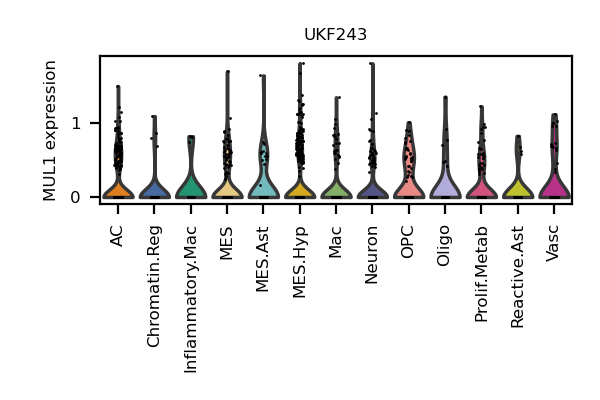 UKF243
MUL1 expression
1
0
AC
Chromatin.Reg
Inflammatory.Mac
MES
MES.Ast
MES.Hyp
Mac
Neuron
OPC
Oligo
Prolif.Metab
Reactive.Ast
Vasc